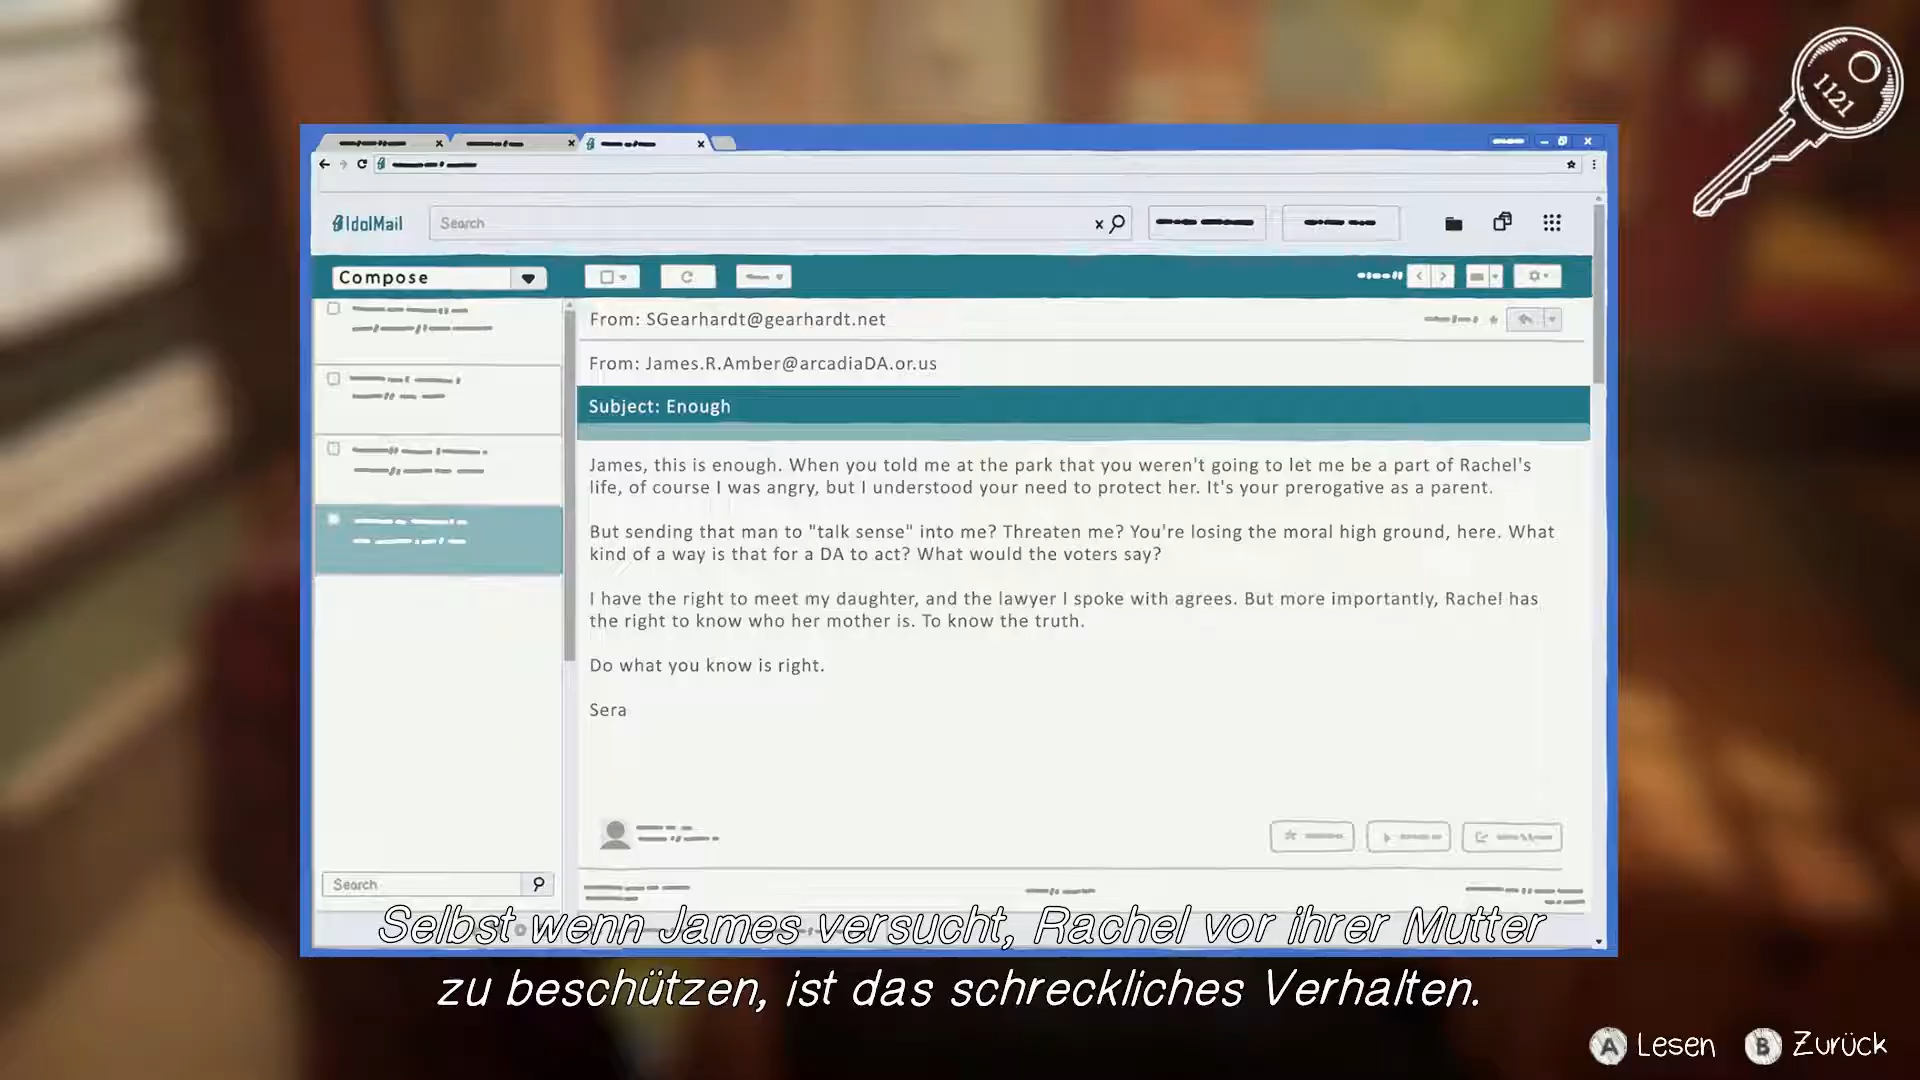 1121
IdolMail
Search
Compose
From: SGearhardt@gearhardt.net
From: James.R.Amber@arcadiaDA.or.us
Subject: Enough
James, this is enough. When you told me at the park that you weren't going to let me be a part of Rachel's
life, of course I was angry, but I understood your need to protect her. It's your prerogative as a parent.
But sending that man to "talk sense" into me? Threaten me? You're losing the moral high ground, here. What
kind of a way is that for a DA to act? What would the voters say?
I have the right to meet my daughter, and the lawyer I spoke with agrees. But more importantly, Rachel has
the right to know who her mother is. To know the truth.
Do what you know is right.
Sera
Search
Selbst wenn James versucht, Rachel vor ihrer Mutter
zu beschützen, ist das schreckliches Verhalten.
A Lesen B Zurück